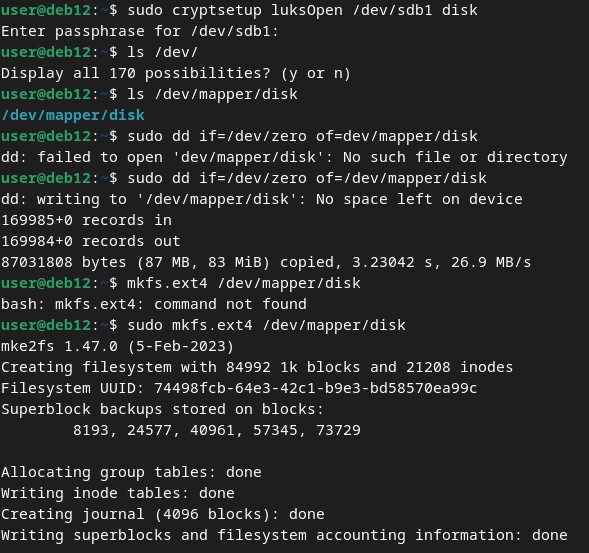 user@deb12:~$ sudo cryptsetup luksOpen /dev/sdb1 disk
Enter passphrase for /dev/sdb1:
user@deb12:~$ ls /dev/
Display all 170 possibilities? (y or n)
user@deb12:~$ ls /dev/mapper/disk
/dev/mapper/disk
user@deb12:~$ sudo dd if=/dev/zero of=dev/mapper/disk
dd: failed to open 'dev/mapper/disk': No such file or directory
user@deb12:~$ sudo dd if=/dev/zero of=/dev/mapper/disk
dd: writing to '/dev/mapper/disk': No space left on device
169985+0 records in
169984+0 records out
87031808 bytes (87 MB, 83 MiB) copied, 3.23042 s, 26.9 MB/s
user@deb12:~$ mkfs.ext4 /dev/mapper/disk
bash: mkfs.ext4: command not found
user@deb12:~$ sudo mkfs.ext4 /dev/mapper/disk
mke2fs 1.47.0 (5-Feb-2023)
Creating filesystem with 84992 1k blocks and 21208 inodes
Filesystem UUID: 74498fcb-64e3-42c1-b9e3-bd58570ea99c
Superblock backups stored on blocks:
        8193, 24577, 40961, 57345, 73729

Allocating group tables: done
Writing inode tables: done
Creating journal (4096 blocks): done
Writing superblocks and filesystem accounting information: done